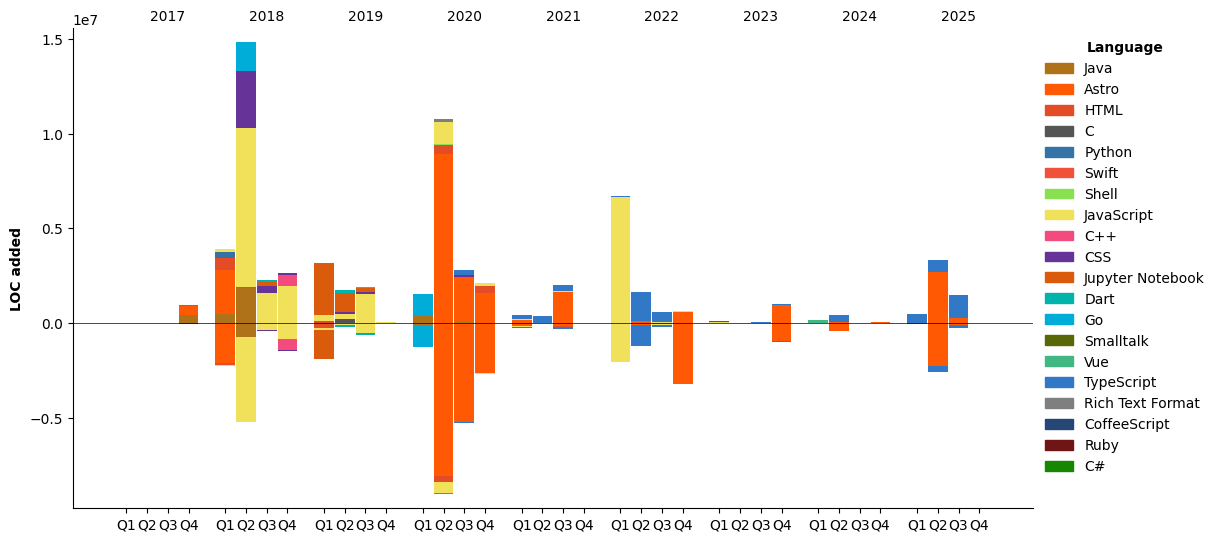 2017 2018 2019 2020 2021 2022 2023 2024 2025
1e7
1.5
1.0
0.5
0.0
−0.5
LOC added
Q1 Q2 Q3 Q4 Q1 Q2 Q3 Q4 Q1 Q2 Q3 Q4 Q1 Q2 Q3 Q4 Q1 Q2 Q3 Q4 Q1 Q2 Q3 Q4 Q1 Q2 Q3 Q4 Q1 Q2 Q3 Q4 Q1 Q2 Q3 Q4
Language
Java
Astro
HTML
C
Python
Swift
Shell
JavaScript
C++
CSS
Jupyter Notebook
Dart
Go
Smalltalk
Vue
TypeScript
Rich Text Format
CoffeeScript
Ruby
C#